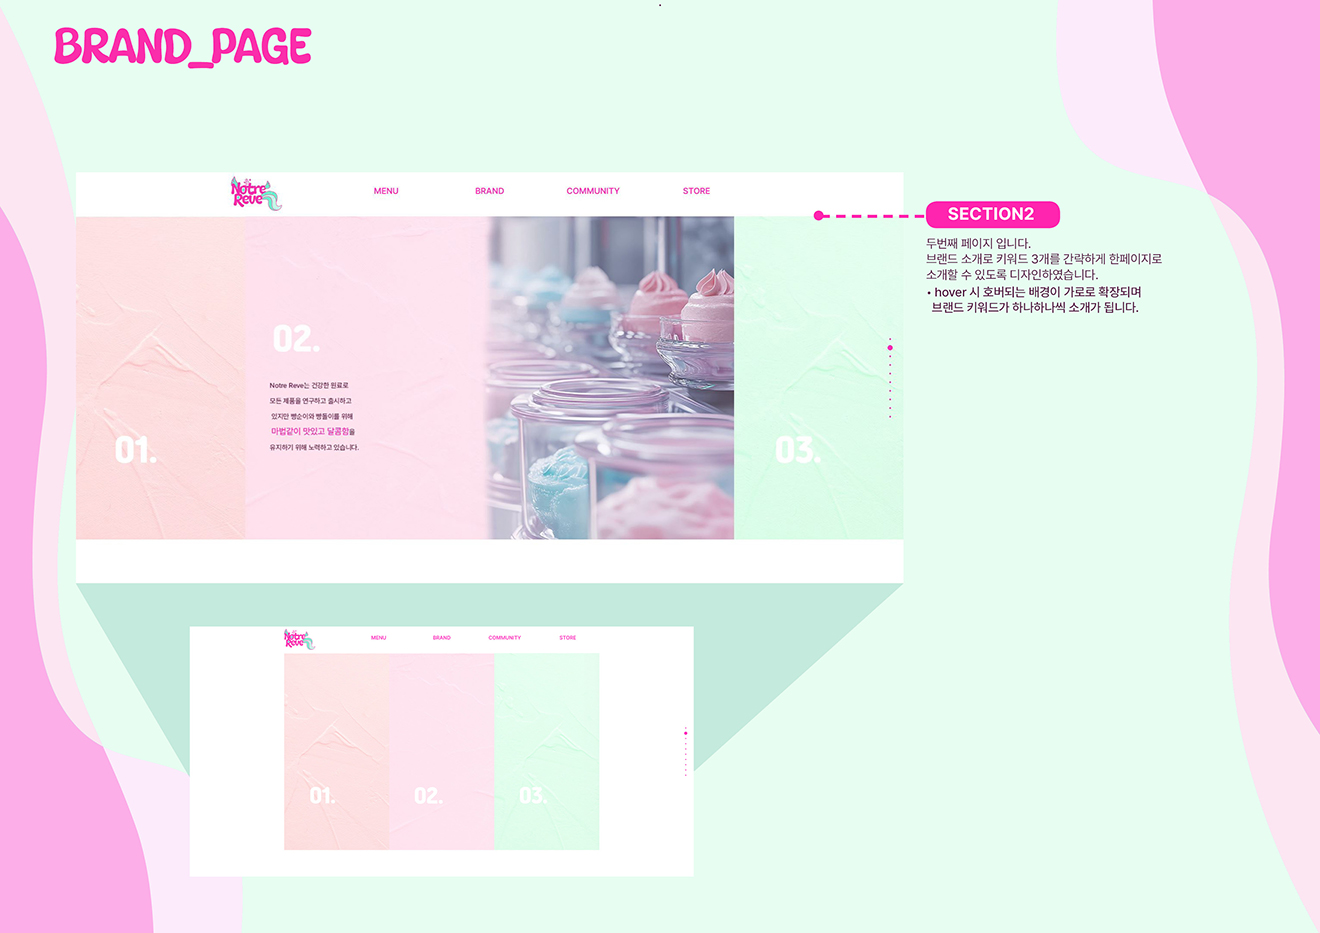 BRAND_PAGE
Notre
Reve
MENU
BRAND
COMMUNITY
STORE
SECTION2
두번째 페이지 입니다.
브랜드 소개로 키워드 3개를 간략하게 한페이지로
소개할 수 있도록 디자인하였습니다.
• hover 시 호버되는 배경이 가로로 확장되며
브랜드 키워드가 하나하나씩 소개가 됩니다.
01.
02.
Notre Reve는 건강한 원료로
모든 제품을 연구하고 출시하고
있지만 빵순이와 빵돌이를 위해
마법같이 맛있고 달콤함을
유지하기 위해 노력하고 있습니다.
03.
Notre
Reve
MENU
BRAND
COMMUNITY
STORE
01.
02.
03.